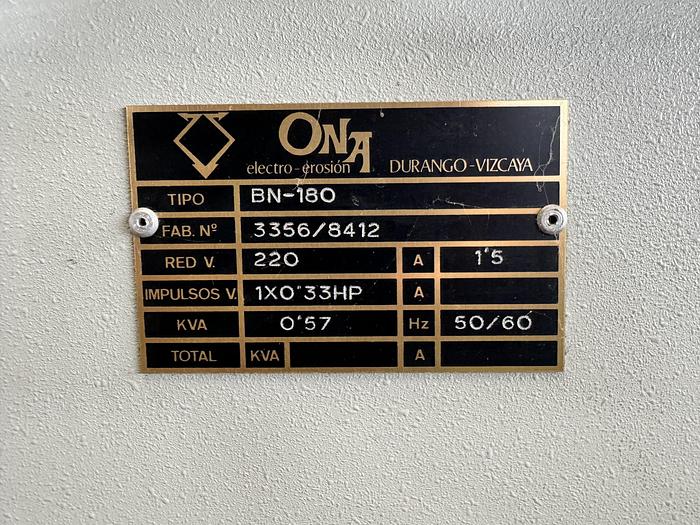 ONA
electro-erosión DURANGO-VIZCAYA
TIPO BN-180
FAB. Nº 3356/8412
RED V. 220 A 1'5
IMPULSOS V. 1X0'33HP A
KVA 0'57 Hz 50/60
TOTAL KVA A